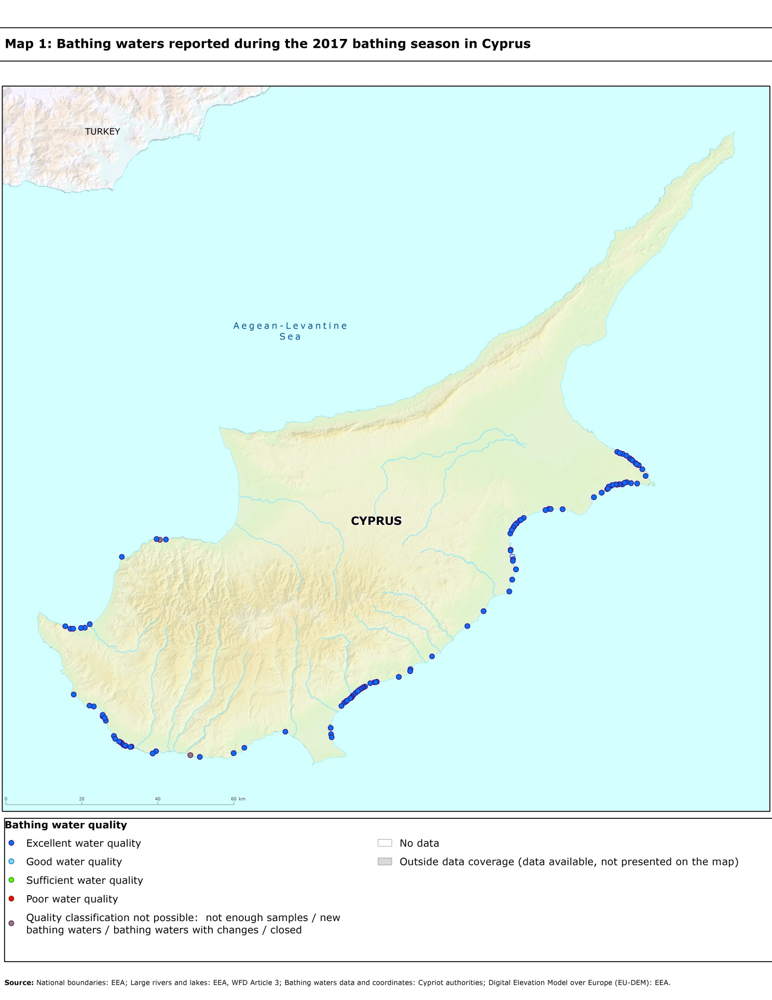 Map 1: Bathing waters reported during the 2017 bathing season in Cyprus
TURKEY
Aegean-Levantine
Sea
CYPRUS
0 20 40 60 km
Bathing water quality
Excellent water quality
Good water quality
Sufficient water quality
Poor water quality
Quality classification not possible: not enough samples / new
bathing waters / bathing waters with changes / closed
No data
Outside data coverage (data available, not presented on the map)
Source: National boundaries: EEA; Large rivers and lakes: EEA, WFD Article 3; Bathing waters data and coordinates: Cypriot authorities; Digital Elevation Model over Europe (EU-DEM): EEA.